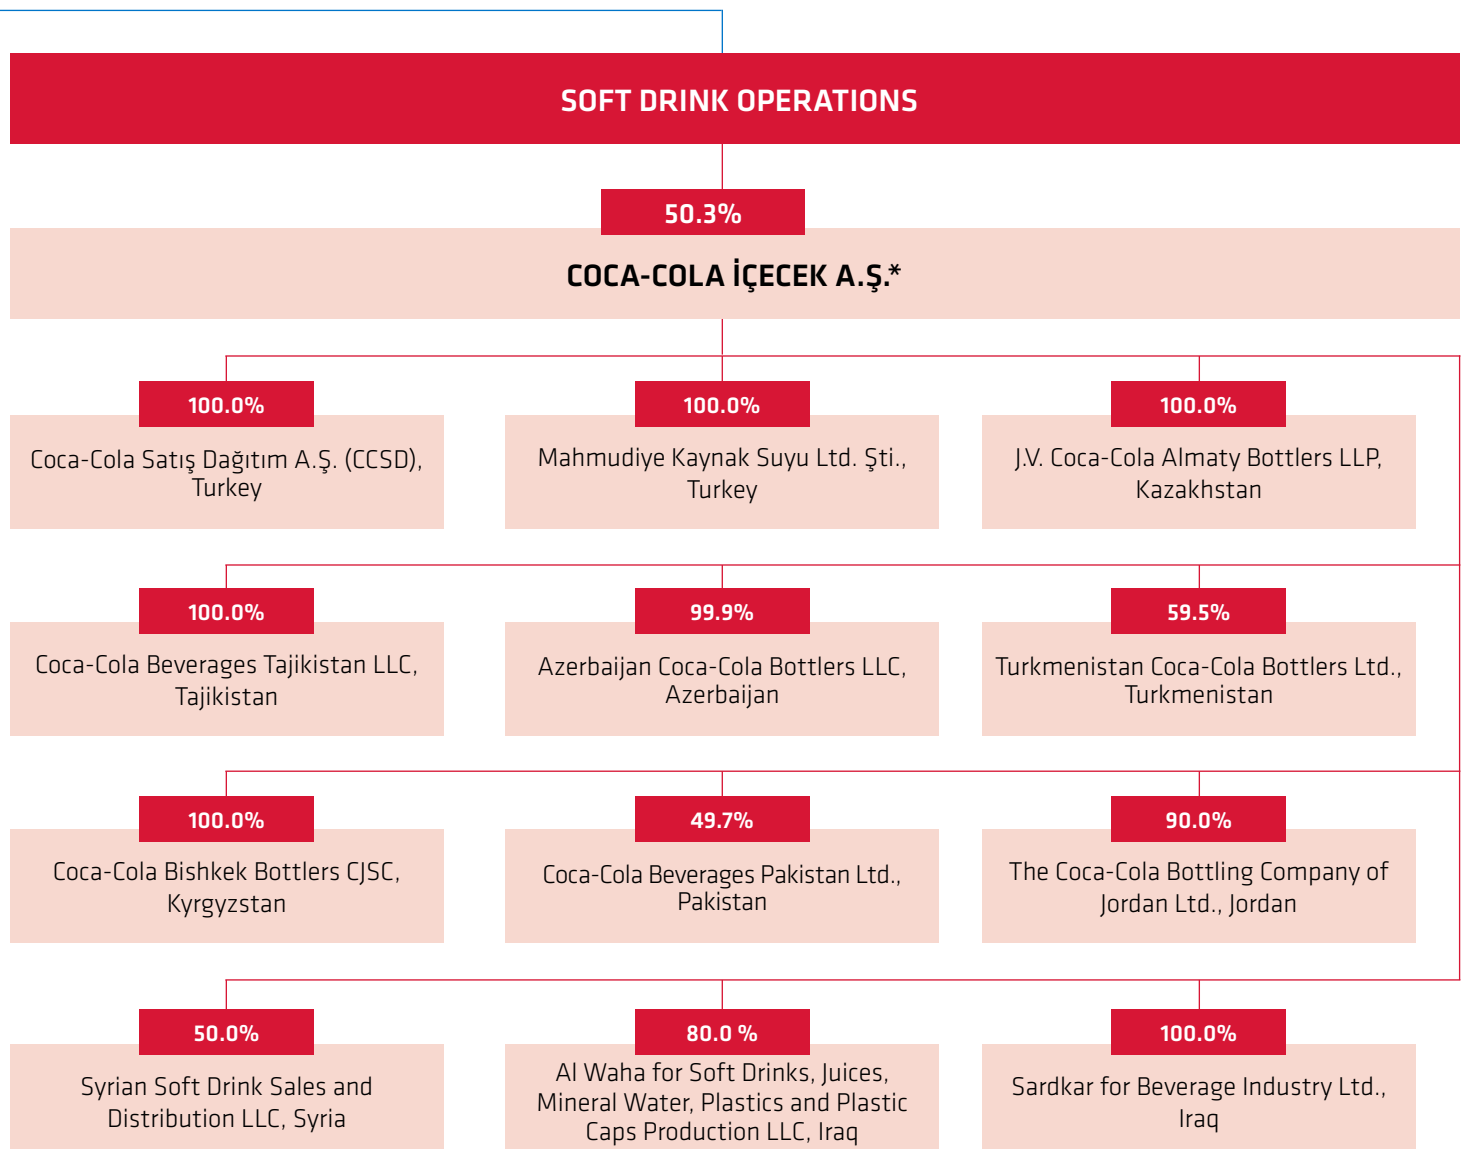 SOFT DRINK OPERATIONS
50.3%
COCA-COLA İÇECEK A.Ş.*
100.0%
Coca-Cola Satış Dağıtım A.Ş. (CCSD),
Turkey
100.0%
Mahmudiye Kaynak Suyu Ltd. Şti.,
Turkey
100.0%
J.V. Coca-Cola Almaty Bottlers LLP,
Kazakhstan
100.0%
Coca-Cola Beverages Tajikistan LLC,
Tajikistan
99.9%
Azerbaijan Coca-Cola Bottlers LLC,
Azerbaijan
59.5%
Turkmenistan Coca-Cola Bottlers Ltd.,
Turkmenistan
100.0%
Coca-Cola Bishkek Bottlers CJSC,
Kyrgyzstan
49.7%
Coca-Cola Beverages Pakistan Ltd.,
Pakistan
90.0%
The Coca-Cola Bottling Company of
Jordan Ltd., Jordan
50.0%
Syrian Soft Drink Sales and
Distribution LLC, Syria
80.0 %
Al Waha for Soft Drinks, Juices,
Mineral Water, Plastics and Plastic
Caps Production LLC, Iraq
100.0%
Sardkar for Beverage Industry Ltd.,
Iraq